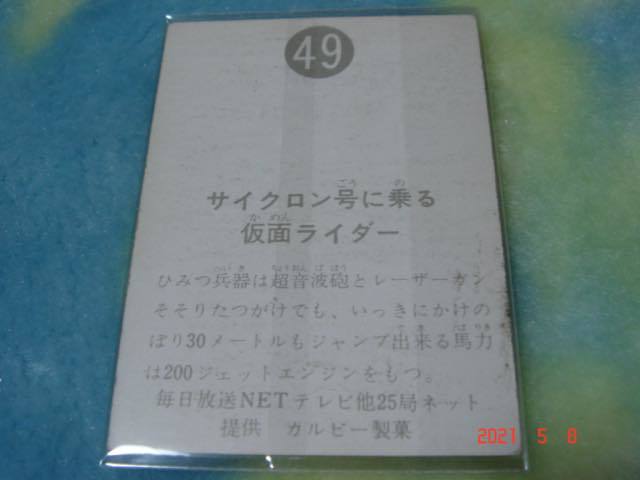 49
サイクロン号に乗る
仮面ライダー
ひみつ兵器は超音波砲とレーザーガン
そそりたつがけでも、いっきにかけの
ぼり30メートルもジャンプ出来る馬力
は200ジェットエンジンをもつ。
毎日放送NETテレビ他25局ネット
提供 カルビー製菓
2021 5 8